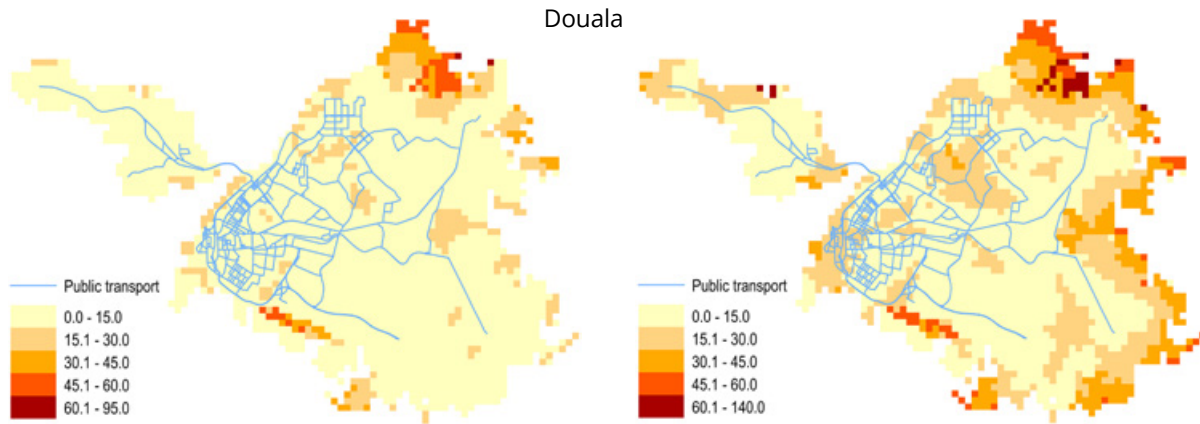 Douala
Public transport
0.0 - 15.0
15.1 - 30.0
30.1 - 45.0
45.1 - 60.0
60.1 - 95.0
Public transport
0.0 - 15.0
15.1 - 30.0
30.1 - 45.0
45.1 - 60.0
60.1 - 140.0